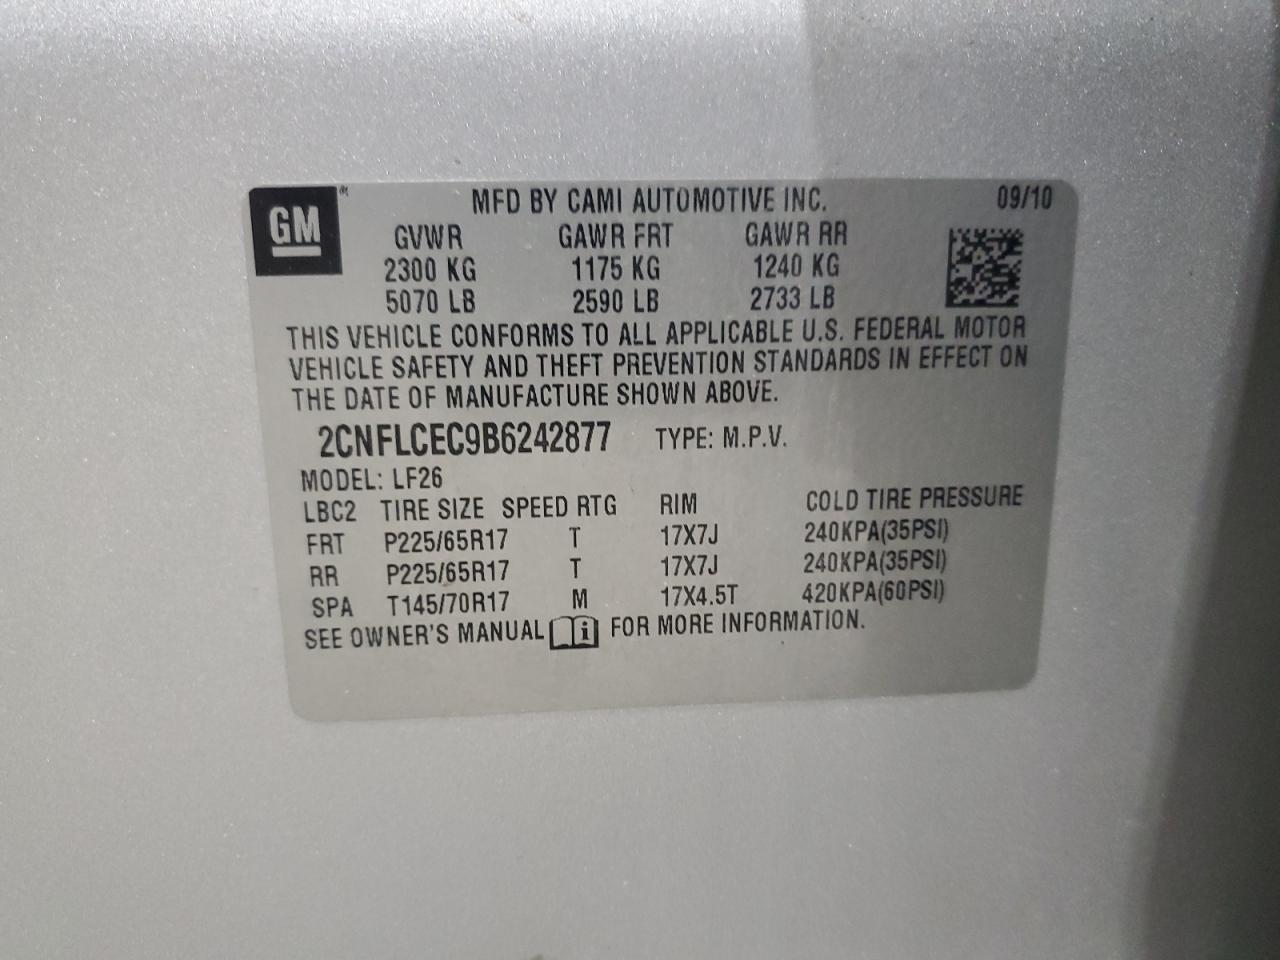 GM
MFD BY CAMI AUTOMOTIVE INC. 09/10
GVWR GAWR FRT GAWR RR
2300 KG 1175 KG 1240 KG
5070 LB 2590 LB 2733 LB
THIS VEHICLE CONFORMS TO ALL APPLICABLE U.S. FEDERAL MOTOR
VEHICLE SAFETY AND THEFT PREVENTION STANDARDS IN EFFECT ON
THE DATE OF MANUFACTURE SHOWN ABOVE.
2CNFLCEC9B6242877 TYPE: M.P.V.
MODEL: LF26
LBC2 TIRE SIZE SPEED RTG RIM COLD TIRE PRESSURE
FRT P225/65R17 T 17X7J 240KPA(35PSI)
RR P225/65R17 T 17X7J 240KPA(35PSI)
SPA T145/70R17 M 17X4.5T 420KPA(60PSI)
SEE OWNER'S MANUAL i FOR MORE INFORMATION.